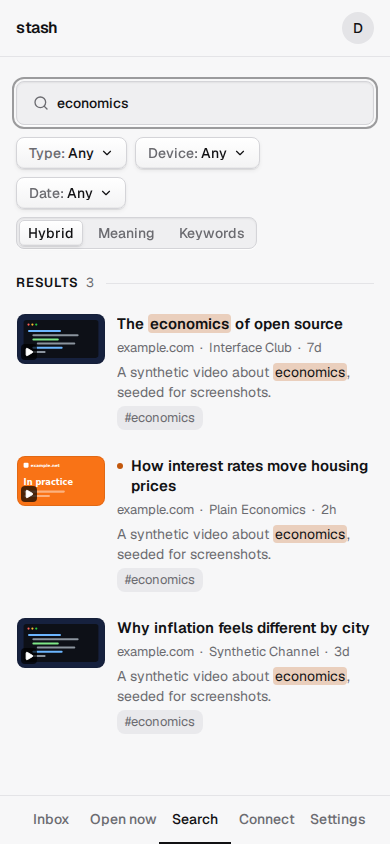 stash
D
economics
Type: Any
Device: Any
Date: Any
Hybrid Meaning Keywords
RESULTS 3
The economics of open source
example.com · Interface Club · 7d
A synthetic video about economics,
seeded for screenshots.
#economics
example.net
In practice
How interest rates move housing
prices
example.com · Plain Economics · 2h
A synthetic video about economics,
seeded for screenshots.
#economics
Why inflation feels different by city
example.com · Synthetic Channel · 3d
A synthetic video about economics,
seeded for screenshots.
#economics
Inbox Open now Search Connect Settings